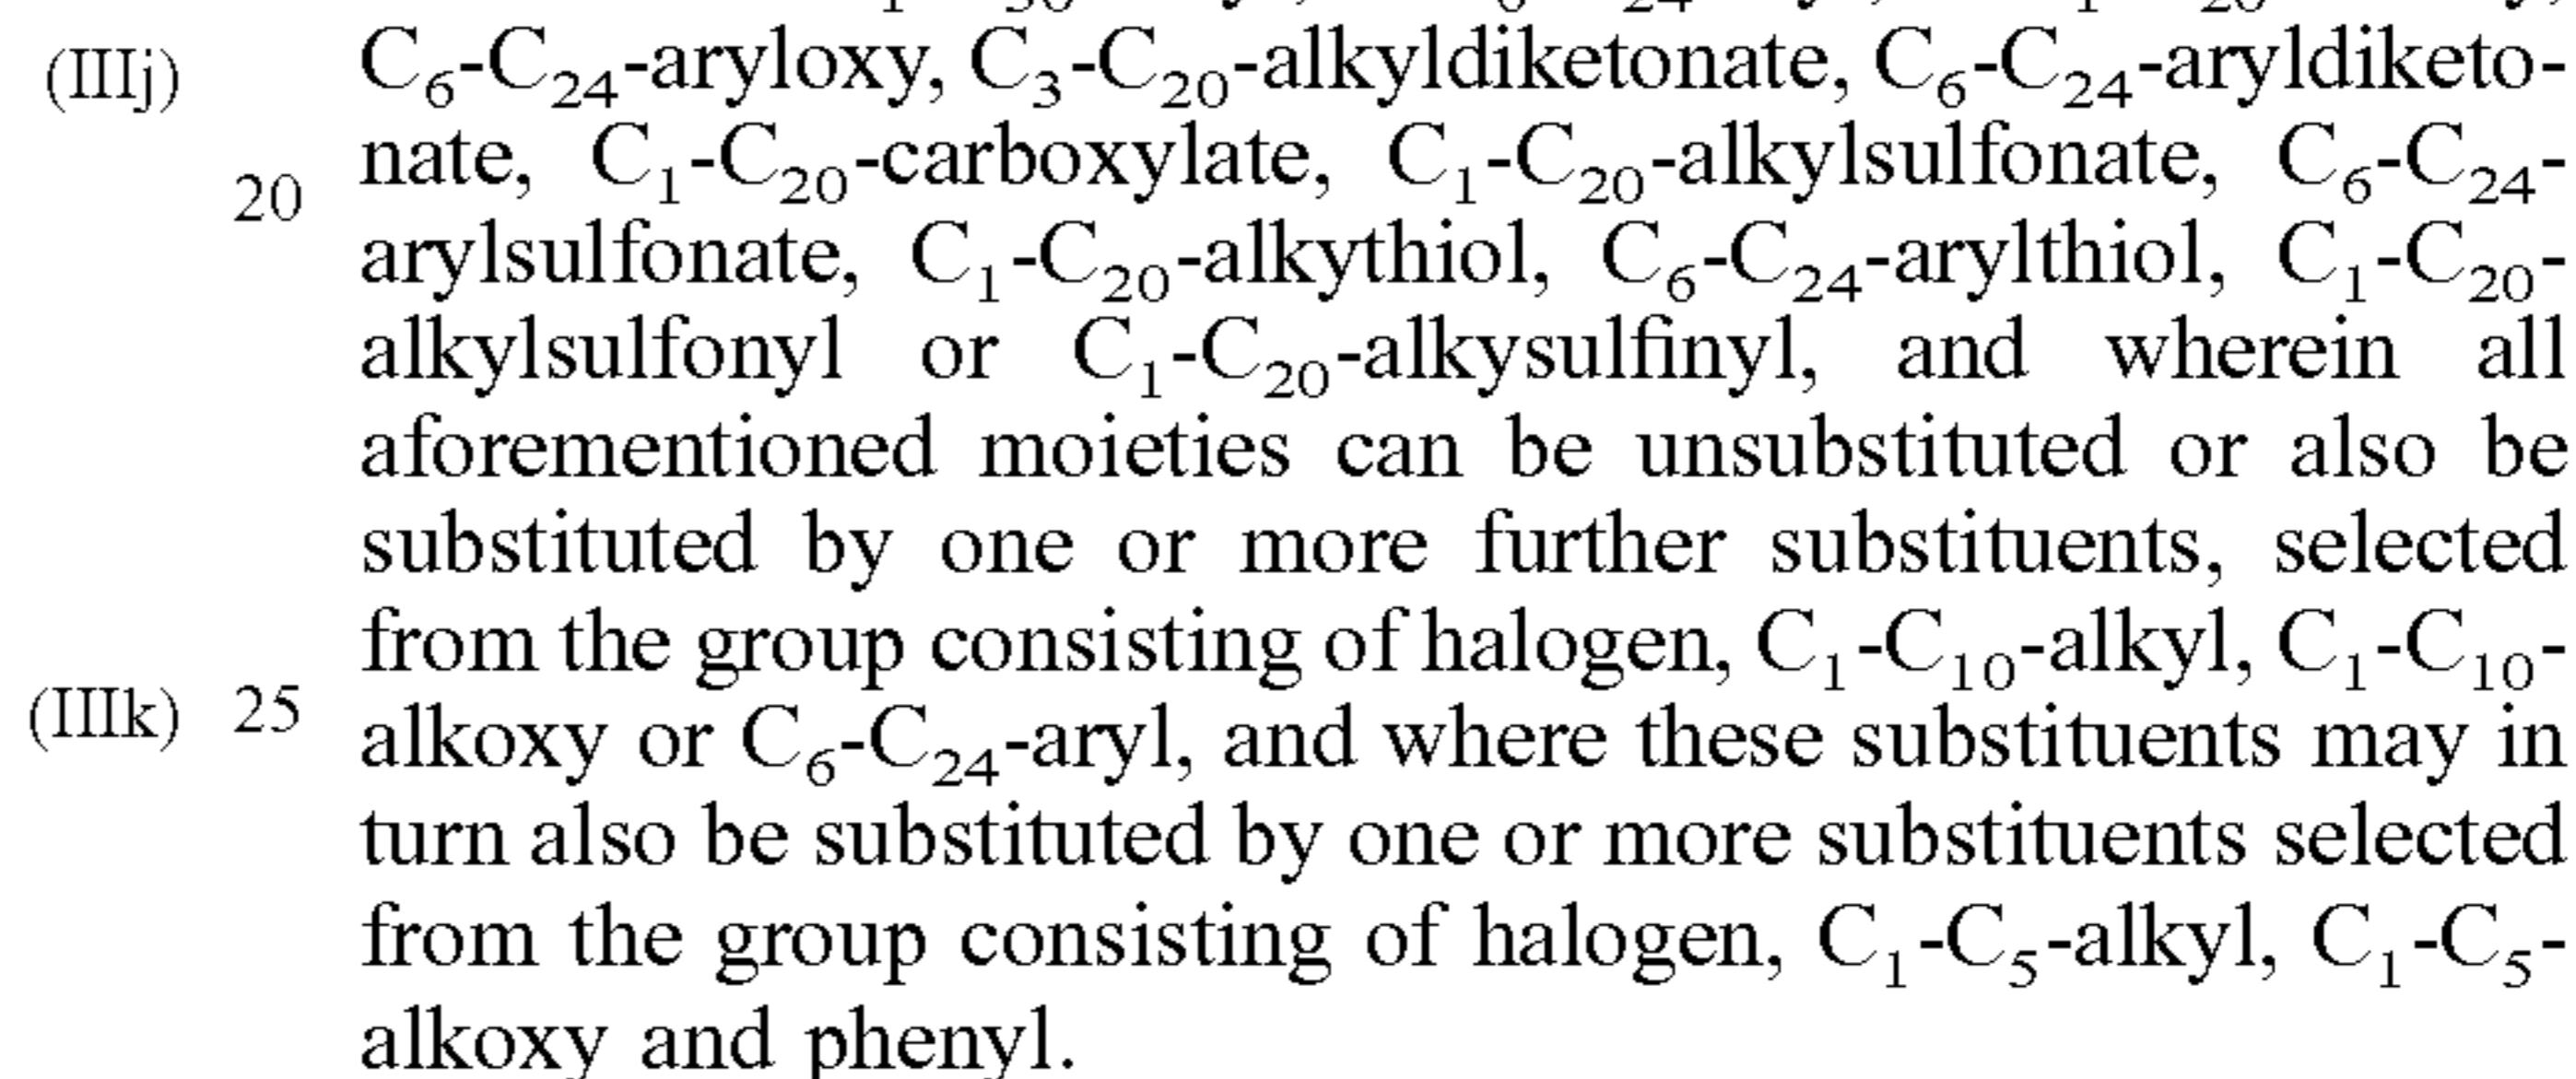 (IIIj)
C₆-C₂₄-aryloxy, C₃-C₂₀-alkyldiketonate, C₆-C₂₄-aryldiketo-
nate, C₁-C₂₀-carboxylate, C₁-C₂₀-alkylsulfonate, C₆-C₂₄-
20
arylsulfonate, C₁-C₂₀-alkythiol, C₆-C₂₄-arylthiol, C₁-C₂₀-
alkylsulfonyl or C₁-C₂₀-alkysulfinyl, and wherein all
aforementioned moieties can be unsubstituted or also be
substituted by one or more further substituents, selected
from the group consisting of halogen, C₁-C₁₀-alkyl, C₁-C₁₀-
(IIIk) 25
alkoxy or C₆-C₂₄-aryl, and where these substituents may in
turn also be substituted by one or more substituents selected
from the group consisting of halogen, C₁-C₅-alkyl, C₁-C₅-
alkoxy and phenyl.